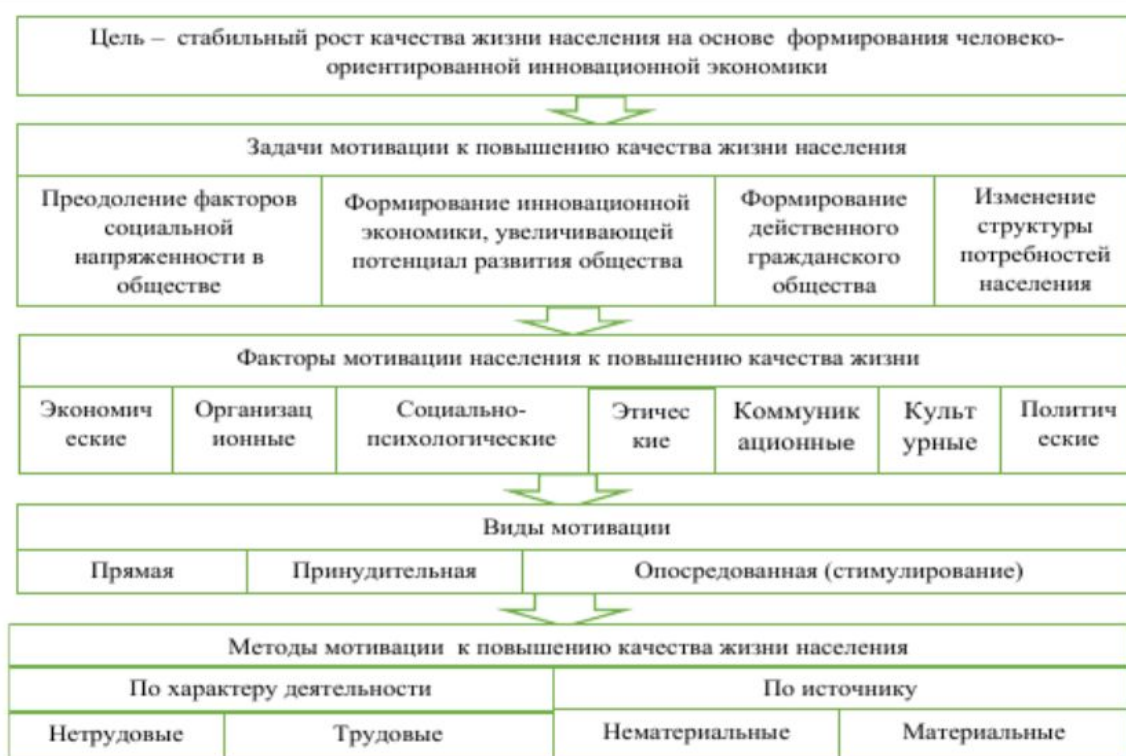 Цель – стабильный рост качества жизни населения на основе формирования человеко-
ориентированной инновационной экономики
Задачи мотивации к повышению качества жизни населения
Преодоление факторов
социальной
напряженности в
обществе
Формирование инновационной
экономики, увеличивающей
потенциал развития общества
Формирование
действенного
гражданского
общества
Изменение
структуры
потребностей
населения
Факторы мотивации населения к повышению качества жизни
Экономич
еские
Организац
ионные
Социально-
психологические
Этичес
кие
Коммуник
ационные
Культ
урные
Политич
еские
Виды мотивации
Прямая
Принудительная
Опосредованная (стимулирование)
Методы мотивации к повышению качества жизни населения
По характеру деятельности
По источнику
Нетрудовые
Трудовые
Нематериальные
Материальные